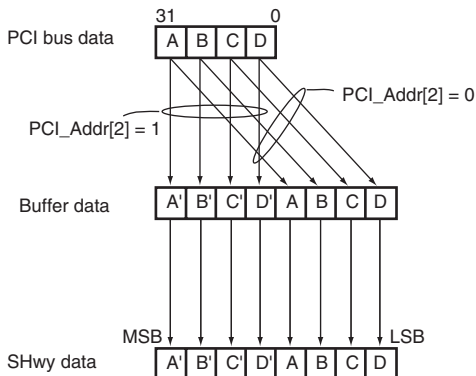 31 0
PCI bus data A B C D
PCI_Addr[2] = 0
PCI_Addr[2] = 1
Buffer data A' B' C' D' A B C D
MSB LSB
SHwy data A' B' C' D' A B C D